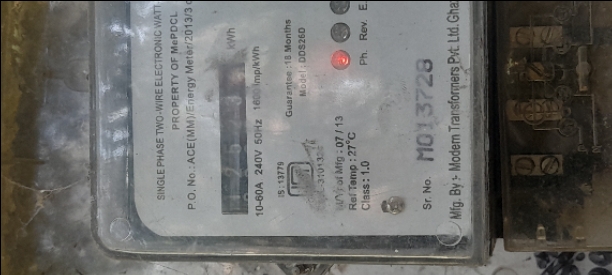 SINGLE PHASE TWO-WIRE ELECTRONIC WATT
PROPERTY OF MePDCL
P.O. No : ACE(MM)/Energy Meter/2013/3
kWh
10-60A 240V 50Hz Imp/kWh
Guarantee : 18 Months
Model : DDS26D
IS : 13779
M/Y of Mfg : 07 / 13
Ref Temp : 27°C
Class : 1.0
Ph. Rev. E.
Sr. No. M013728
Mfg. By :- Modern Transformers Pvt. Ltd. Gha